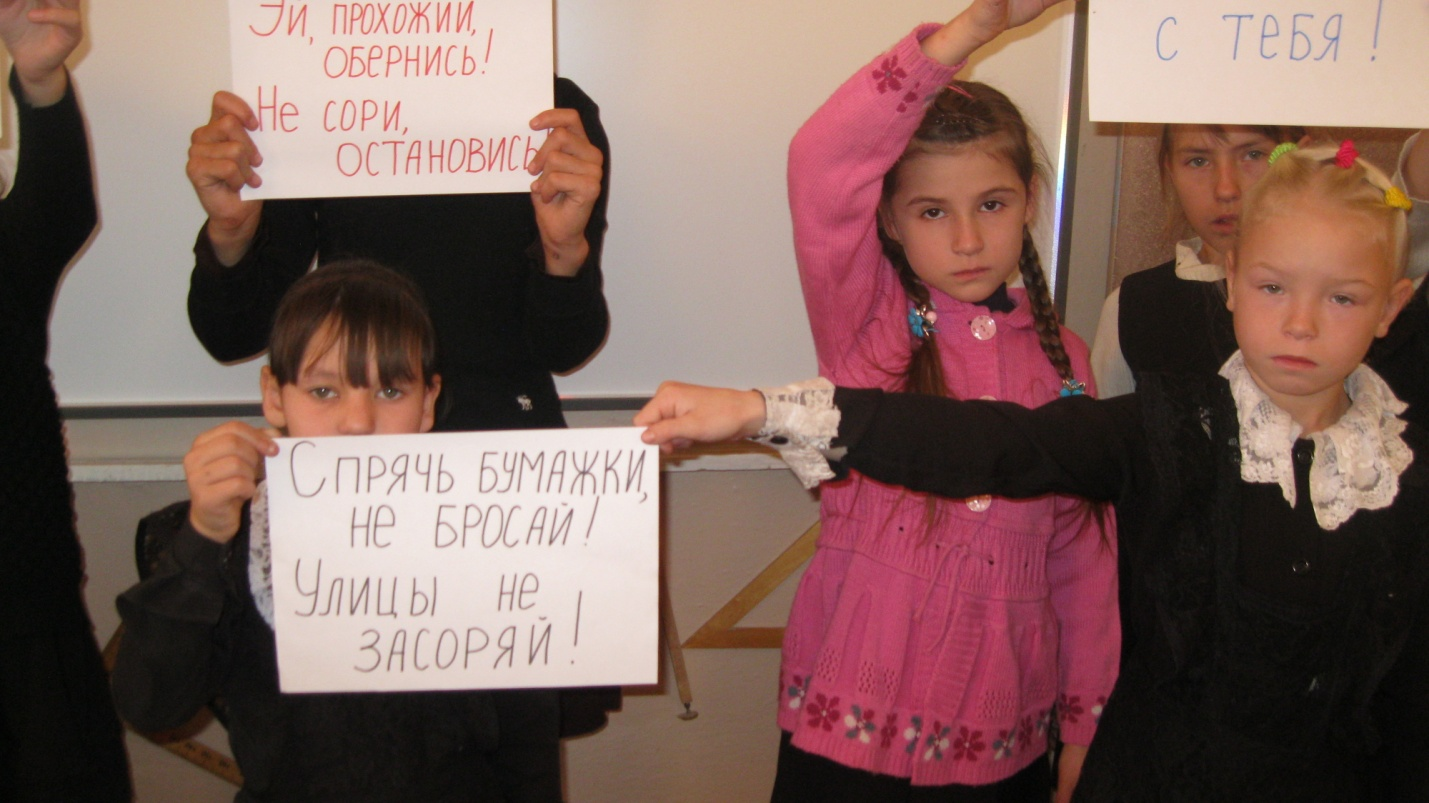 Эй, прохожий,
обернись!
Не сори,
остановись!
с тебя!
Спрячь бумажки,
не бросай!
Улицы не
засоряй!